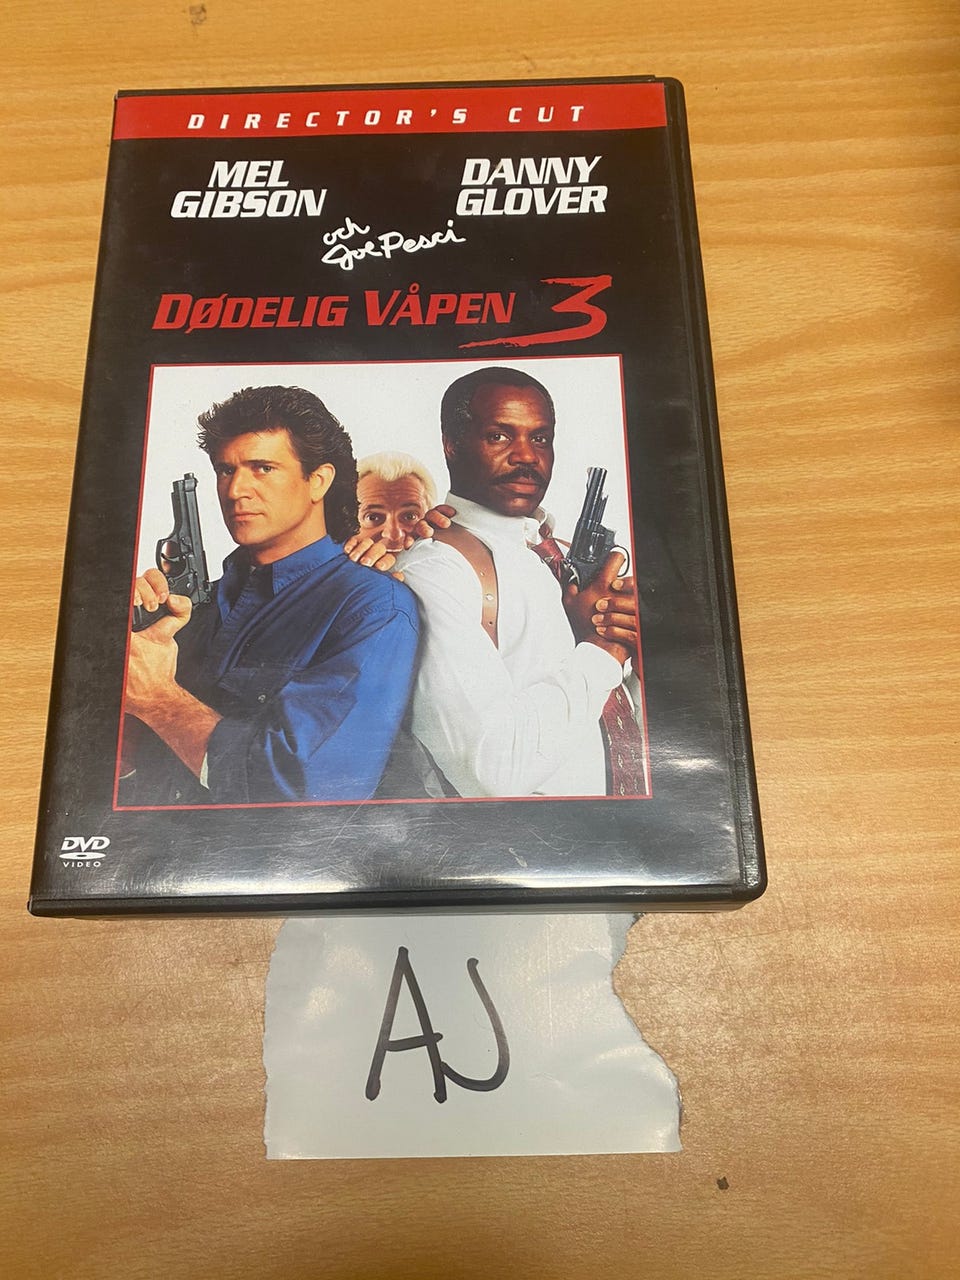 DIRECTOR'S CUT
MEL
GIBSON
DANNY
GLOVER
och
Joe Pesci
DØDELIG VÅPEN 3
DVD
VIDEO
AJ